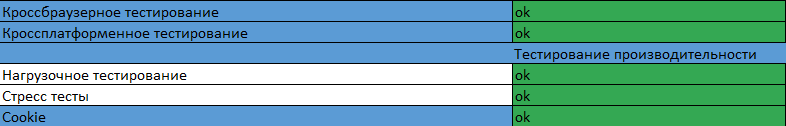 Кроссбраузерное тестирование ok
Кроссплатформенное тестирование ok
Тестирование производительности
Нагрузочное тестирование ok
Стресс тесты ok
Cookie ok